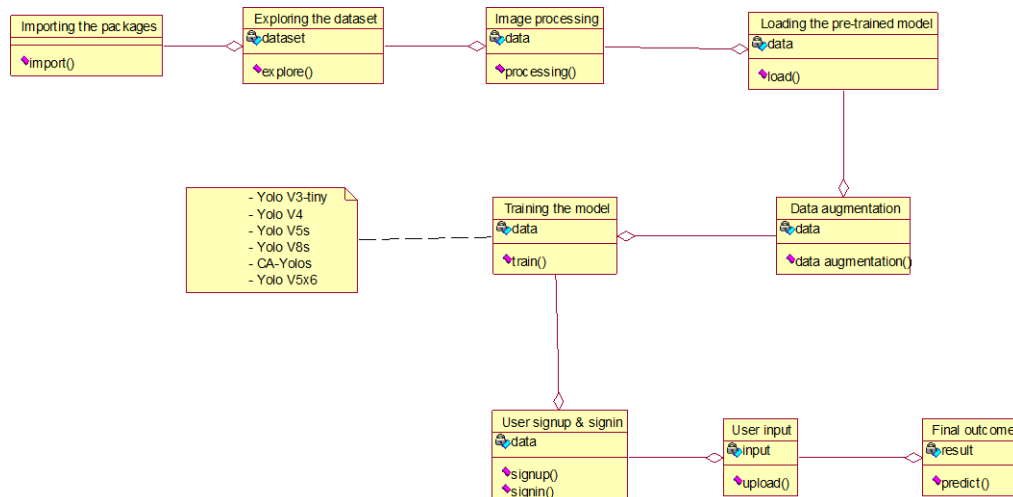 Importing the packages
import()
Exploring the dataset
dataset
explore()
Image processing
data
processing()
Loading the pre-trained model
data
load()
- Yolo V3-tiny
- Yolo V4
- Yolo V5s
- Yolo V8s
- CA-Yolos
- Yolo V5x6
Training the model
data
train()
Data augmentation
data
data augmentation()
User signup & signin
data
signup()
signin()
User input
input
upload()
Final outcome
result
predict()